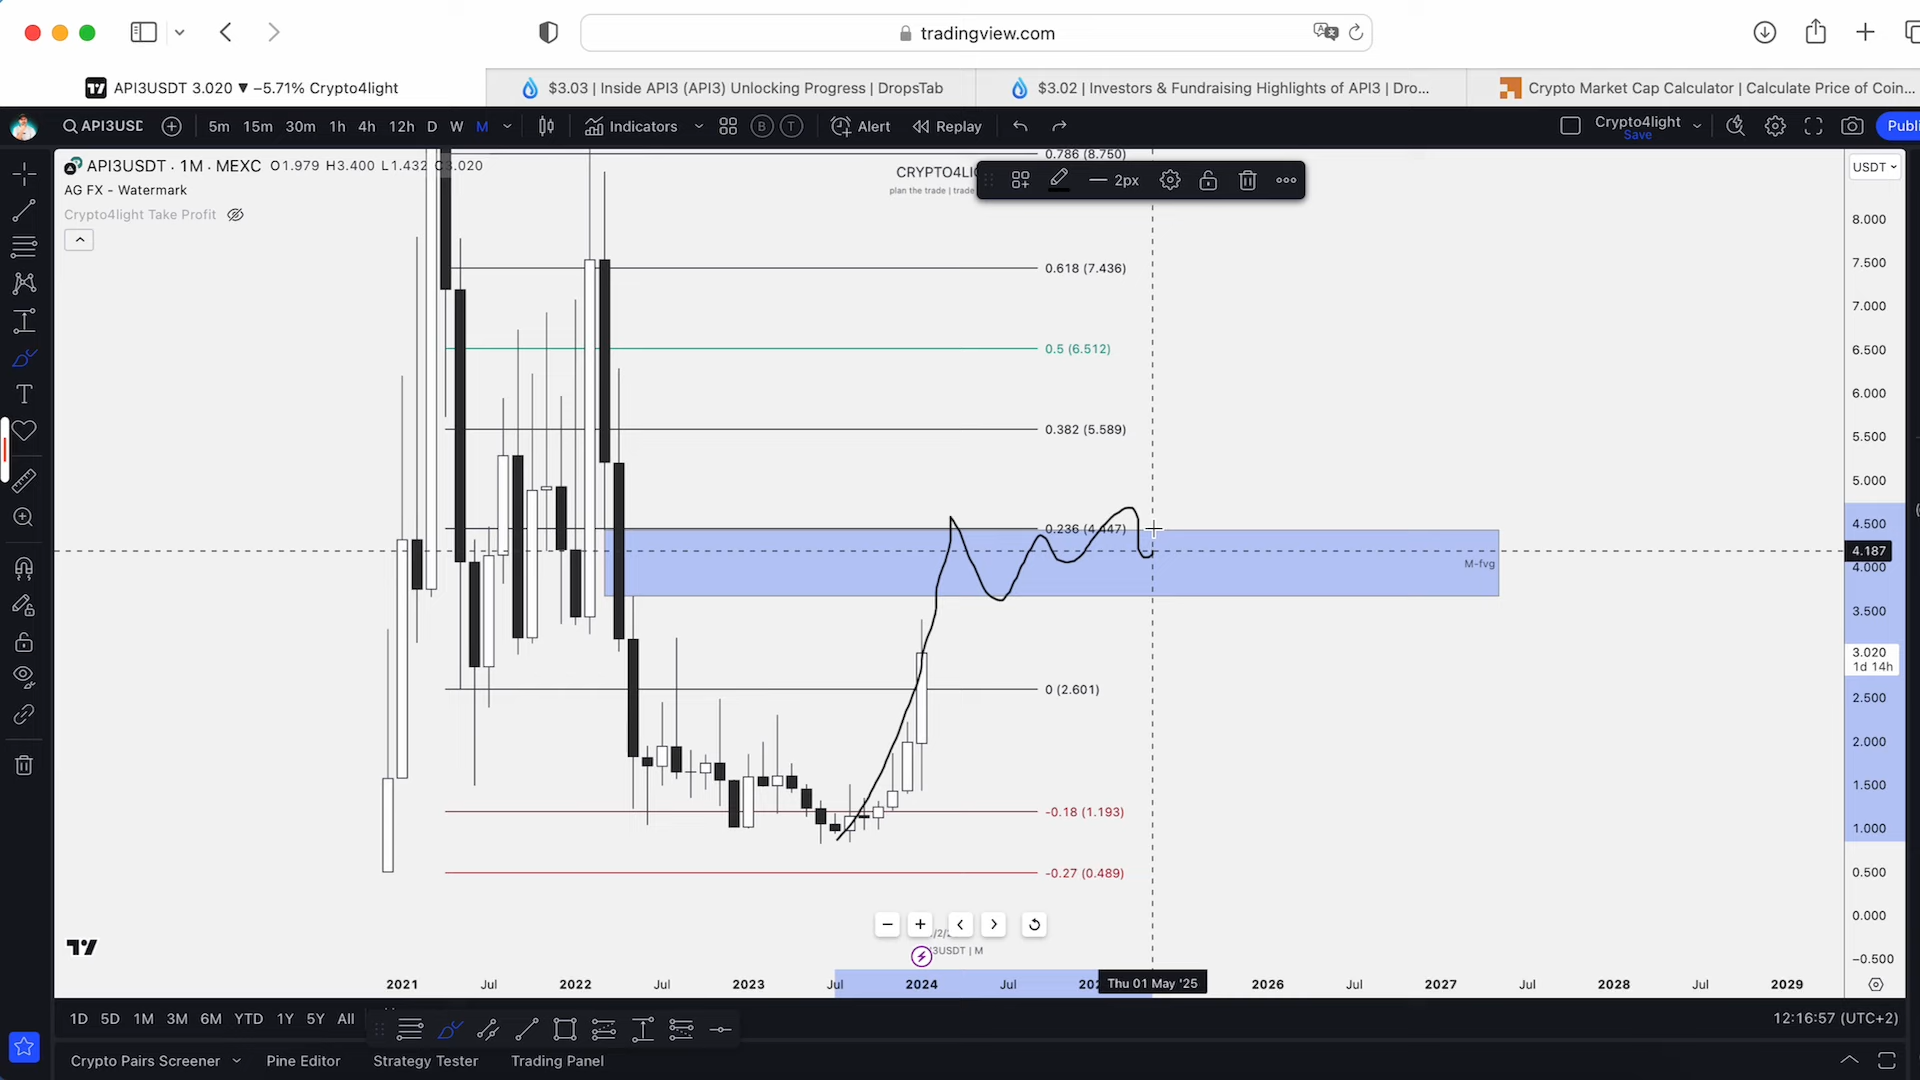 tradingview.com
API3USDT 3.020 ▼ −5.71% Crypto4light
$3.03 | Inside API3 (API3) Unlocking Progress | DropsTab
$3.02 | Investors & Fundraising Highlights of API3 | Dro...
Crypto Market Cap Calculator | Calculate Price of Coin...
API3USD
5m 15m 30m 1h 4h 12h D W M
Indicators
B T
Alert
Replay
Crypto4light
Save
Publi
API3USDT · 1M · MEXC O1.979 H3.400 L1.432 C3.020
AG FX - Watermark
Crypto4light Take Profit
CRYPTO4LI
plan the trade | trade
2px
USDT
0.786 (8.750)
0.618 (7.436)
0.5 (6.512)
0.382 (5.589)
0.236 (4.447)
M-fvg
0 (2.601)
-0.18 (1.193)
-0.27 (0.489)
8.000
7.500
7.000
6.500
6.000
5.500
5.000
4.500
4.187
4.000
3.500
3.020
1d 14h
2.500
2.000
1.500
1.000
0.500
0.000
−0.500
3USDT | M
2021 Jul 2022 Jul 2023 Jul 2024 Jul Thu 01 May '25 2026 Jul 2027 Jul 2028 Jul 2029
1D 5D 1M 3M 6M YTD 1Y 5Y All
12:16:57 (UTC+2)
Crypto Pairs Screener Pine Editor Strategy Tester Trading Panel